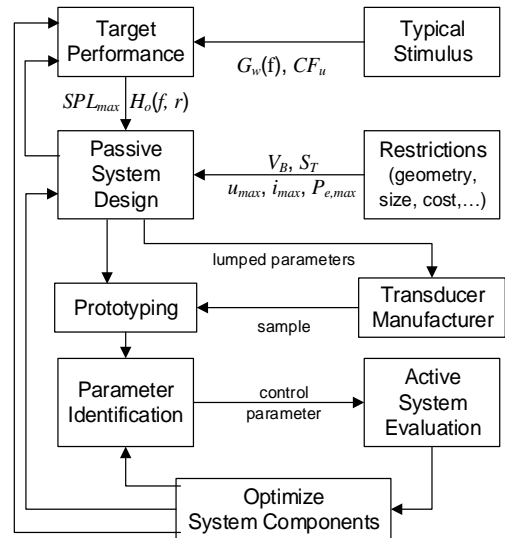 Target
Performance
Typical
Stimulus
G_w(f), CF_u
SPL_max H_o(f, r)
Passive
System
Design
V_B, S_T
u_max, i_max, P_e,max
Restrictions
(geometry,
size, cost,...)
lumped parameters
Prototyping
sample
Transducer
Manufacturer
Parameter
Identification
control
parameter
Active
System
Evaluation
Optimize
System Components